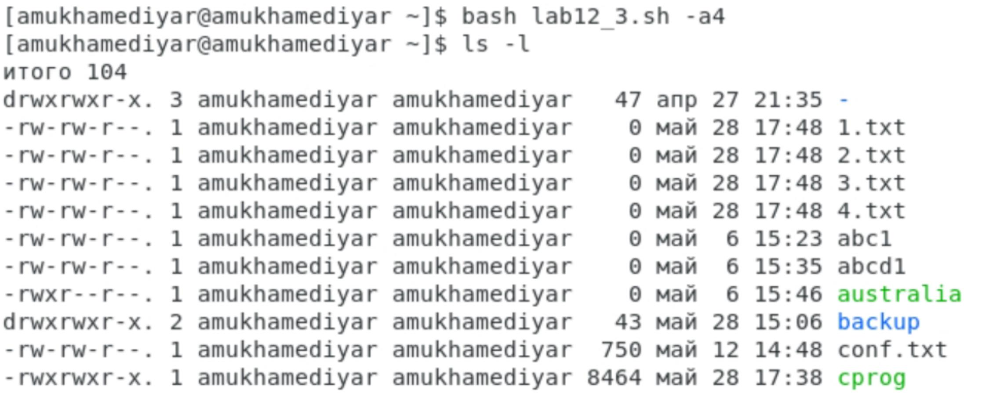 [amukhamediyar@amukhamediyar ~]$ bash lab12_3.sh -a4
[amukhamediyar@amukhamediyar ~]$ ls -l
итого 104
drwxrwxr-x. 3 amukhamediyar amukhamediyar   47 апр 27 21:35 -
-rw-rw-r--. 1 amukhamediyar amukhamediyar    0 май 28 17:48 1.txt
-rw-rw-r--. 1 amukhamediyar amukhamediyar    0 май 28 17:48 2.txt
-rw-rw-r--. 1 amukhamediyar amukhamediyar    0 май 28 17:48 3.txt
-rw-rw-r--. 1 amukhamediyar amukhamediyar    0 май 28 17:48 4.txt
-rw-rw-r--. 1 amukhamediyar amukhamediyar    0 май  6 15:23 abc1
-rw-rw-r--. 1 amukhamediyar amukhamediyar    0 май  6 15:35 abcd1
-rwxr--r--. 1 amukhamediyar amukhamediyar    0 май  6 15:46 australia
drwxrwxr-x. 2 amukhamediyar amukhamediyar   43 май 28 15:06 backup
-rw-rw-r--. 1 amukhamediyar amukhamediyar  750 май 12 14:48 conf.txt
-rwxrwxr-x. 1 amukhamediyar amukhamediyar 8464 май 28 17:38 cprog